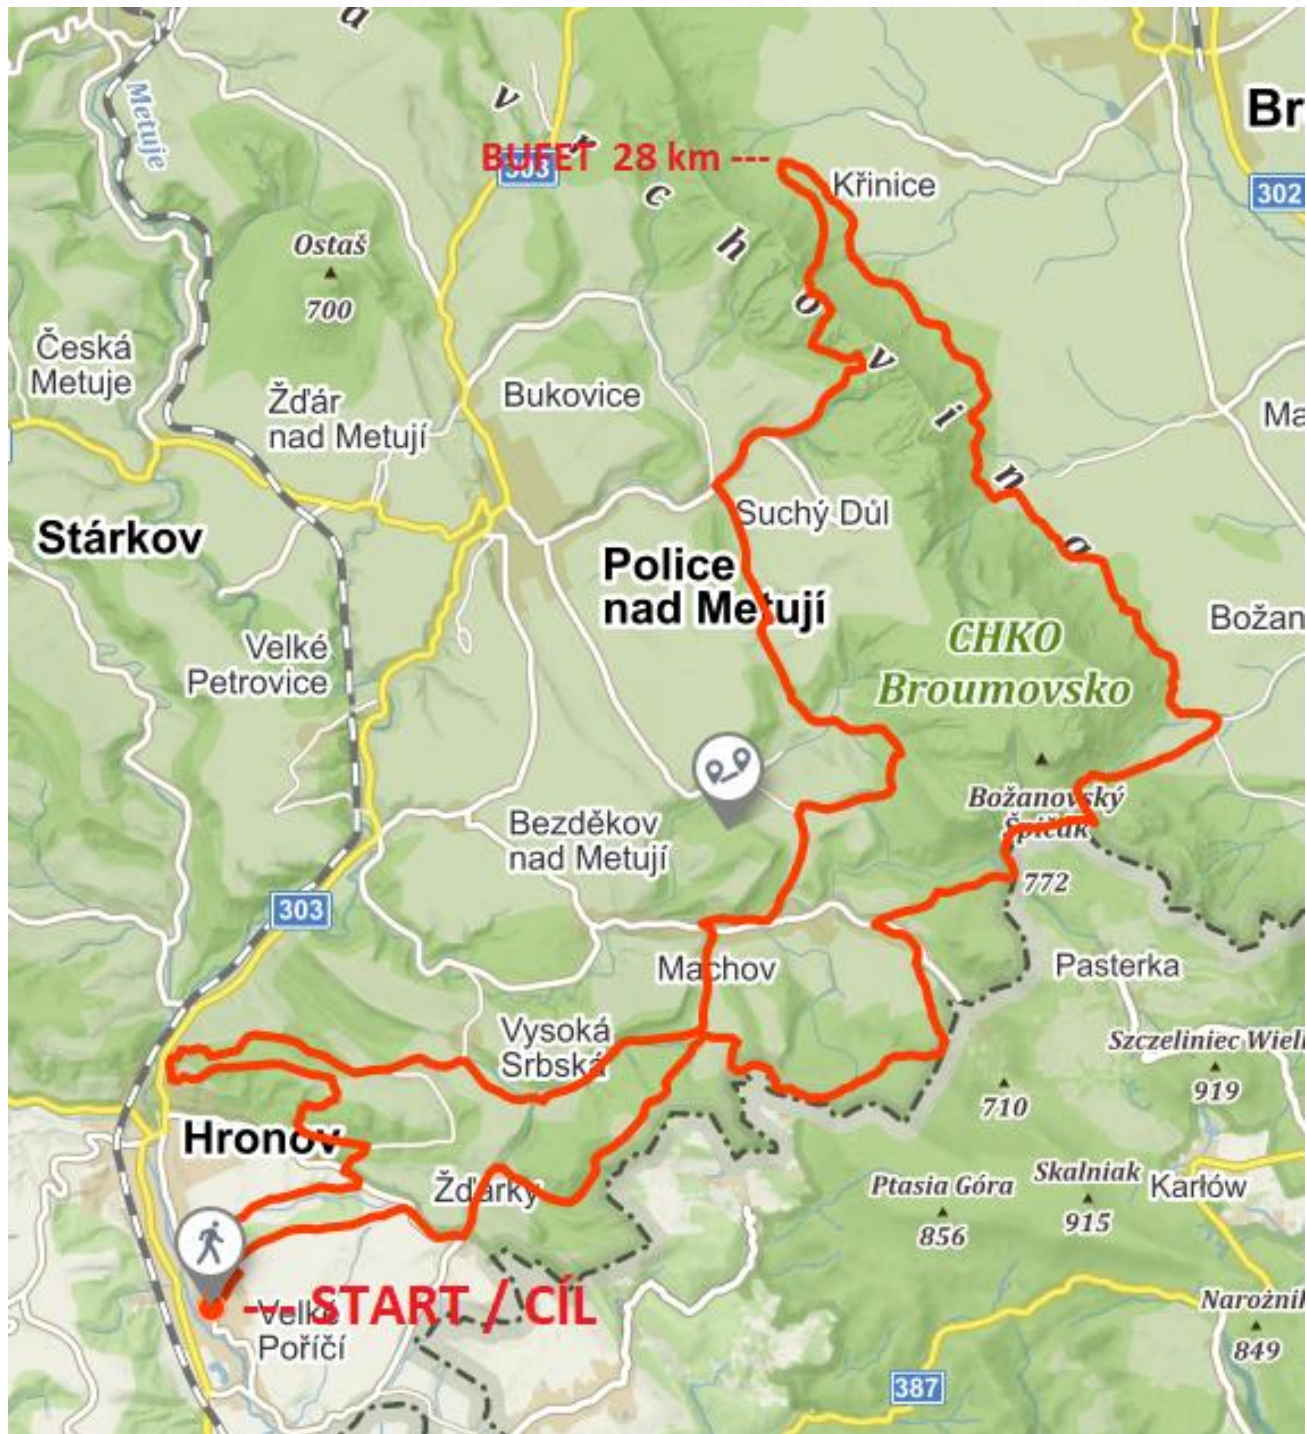 a
Metuje
v
r
c
h
o
v
i
n
a
Br
BUFET 28 km ---
303
Křinice
302
Ostaš
700
Česká
Metuje
Žďár
nad Metují
Bukovice
Ma
Suchý Důl
Stárkov
Police
nad Metují
Velké
Petrovice
CHKO
Broumovsko
Božan
Božanovský
Špičák
772
Bezděkov
nad Metují
303
Machov
Pasterka
Vysoká
Srbská
Szczeliniec Wiell
919
710
Hronov
Žďárky
Ptasia Góra
856
Skalniak
915
Karłów
--- START / CÍL
Velké
Poříčí
Narożnik
849
387